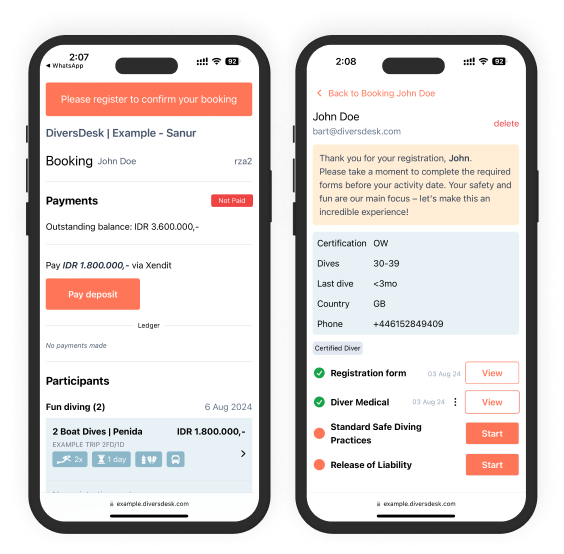 2:07
◀ WhatsApp
92
Please register to confirm your booking
DiversDesk | Example - Sanur
Booking John Doe rza2
Payments Not Paid
Outstanding balance: IDR 3.600.000,-
Pay IDR 1.800.000,- via Xendit
Pay deposit
Ledger
No payments made
Participants
Fun diving (2) 6 Aug 2024
2 Boat Dives | Penida IDR 1.800.000,-
EXAMPLE TRIP 2FD/1D
2x 1 day
example.diversdesk.com
2:08
92
Back to Booking John Doe
John Doe
delete
bart@diversdesk.com
Thank you for your registration, John.
Please take a moment to complete the required
forms before your activity date. Your safety and
fun are our main focus – let's make this an
incredible experience!
Certification OW
Dives 30-39
Last dive <3mo
Country GB
Phone +446152849409
Certified Diver
Registration form 03 Aug 24 View
Diver Medical 03 Aug 24 View
Standard Safe Diving
Practices
Start
Release of Liability Start
example.diversdesk.com